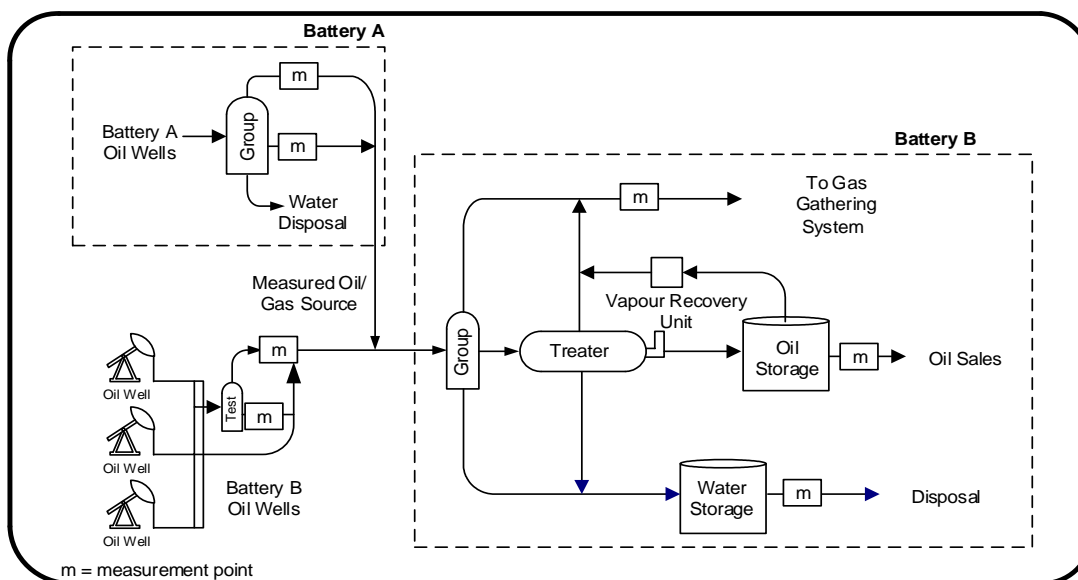 Battery A
m
Battery A
Oil Wells
Group
m
Water
Disposal
Battery B
m
To Gas
Gathering
System
Measured Oil/
Gas Source
Vapour Recovery
Unit
Oil Well
Test
m
m
Group
Treater
Oil
Storage
m
Oil Sales
Oil Well
Oil Well
Battery B
Oil Wells
Water
Storage
m
Disposal
m = measurement point